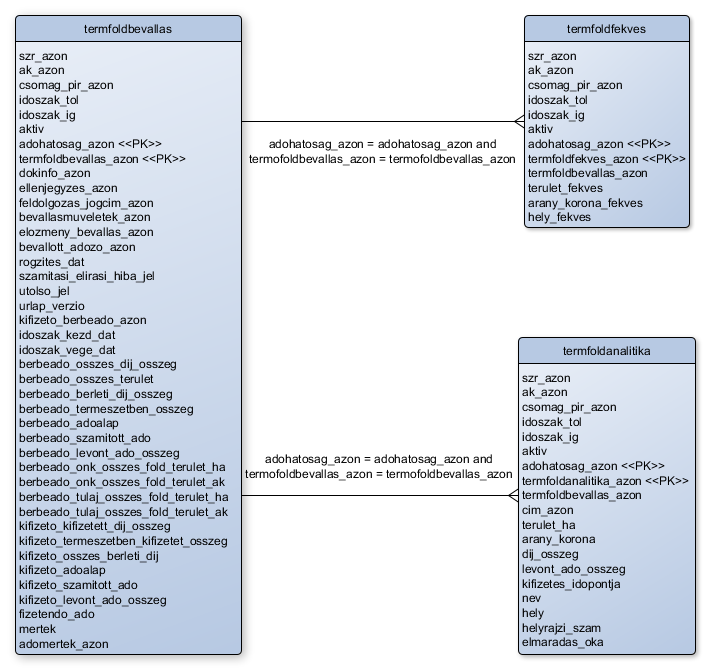 termfoldbevallas
szr_azon
ak_azon
csomag_pir_azon
idoszak_tol
idoszak_ig
aktiv
adohatosag_azon <<PK>>
termfoldbevallas_azon <<PK>>
dokinfo_azon
ellenjegyzes_azon
feldolgozas_jogcim_azon
bevallasmuveletek_azon
elozmeny_bevallas_azon
bevallott_adozo_azon
rogzites_dat
szamitasi_elirasi_hiba_jel
utolso_jel
urlap_verzio
kifizeto_berbeado_azon
idoszak_kezd_dat
idoszak_vege_dat
berbeado_osszes_dij_osszeg
berbeado_osszes_terulet
berbeado_berleti_dij_osszeg
berbeado_termeszetben_osszeg
berbeado_adoalap
berbeado_szamitott_ado
berbeado_levont_ado_osszeg
berbeado_onk_osszes_fold_terulet_ha
berbeado_onk_osszes_fold_terulet_ak
berbeado_tulaj_osszes_fold_terulet_ha
berbeado_tulaj_osszes_fold_terulet_ak
kifizeto_kifizetett_dij_osszeg
kifizeto_termeszetben_kifizetet_osszeg
kifizeto_osszes_berleti_dij
kifizeto_adoalap
kifizeto_szamitott_ado
kifizeto_levont_ado_osszeg
fizetendo_ado
mertek
adomertek_azon
adohatosag_azon = adohatosag_azon and
termofoldbevallas_azon = termofoldbevallas_azon
termfoldfekves
szr_azon
ak_azon
csomag_pir_azon
idoszak_tol
idoszak_ig
aktiv
adohatosag_azon <<PK>>
termfoldfekves_azon <<PK>>
termfoldbevallas_azon
terulet_fekves
arany_korona_fekves
hely_fekves
adohatosag_azon = adohatosag_azon and
termofoldbevallas_azon = termofoldbevallas_azon
termfoldanalitika
szr_azon
ak_azon
csomag_pir_azon
idoszak_tol
idoszak_ig
aktiv
adohatosag_azon <<PK>>
termfoldanalitika_azon <<PK>>
termfoldbevallas_azon
cim_azon
terulet_ha
arany_korona
dij_osszeg
levont_ado_osszeg
kifizetes_idopontja
nev
hely
helyrajzi_szam
elmaradas_oka